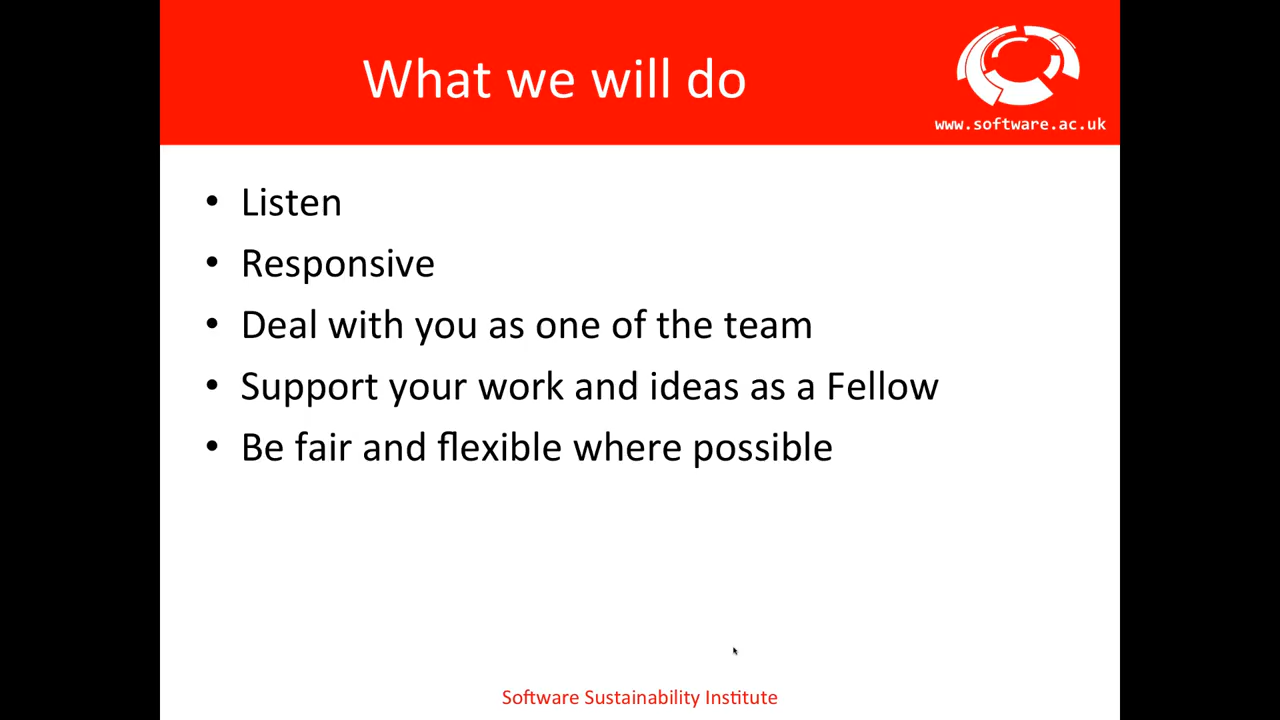 What we will do
www.software.ac.uk
• Listen
• Responsive
• Deal with you as one of the team
• Support your work and ideas as a Fellow
• Be fair and flexible where possible
Software Sustainability Institute